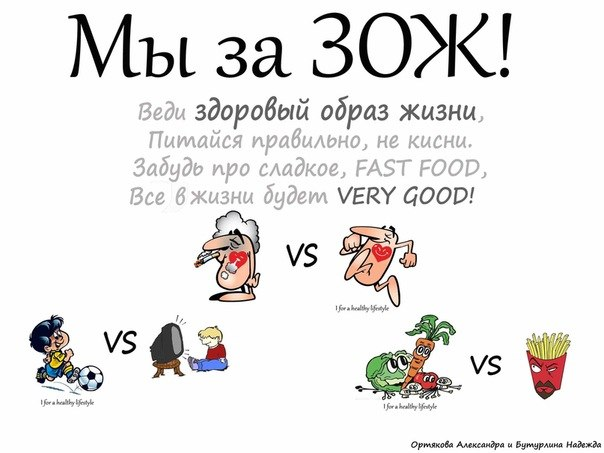 Мы за ЗОЖ!
Веди здоровый образ жизни,
Питайся правильно, не кисни.
Забудь про сладкое, FAST FOOD,
Все в жизни будет VERY GOOD!
VS
I for a healthy lifestyle
VS
I for a healthy lifestyle
VS
I for a healthy lifestyle
Ортякова Александра и Бутурлина Надежда